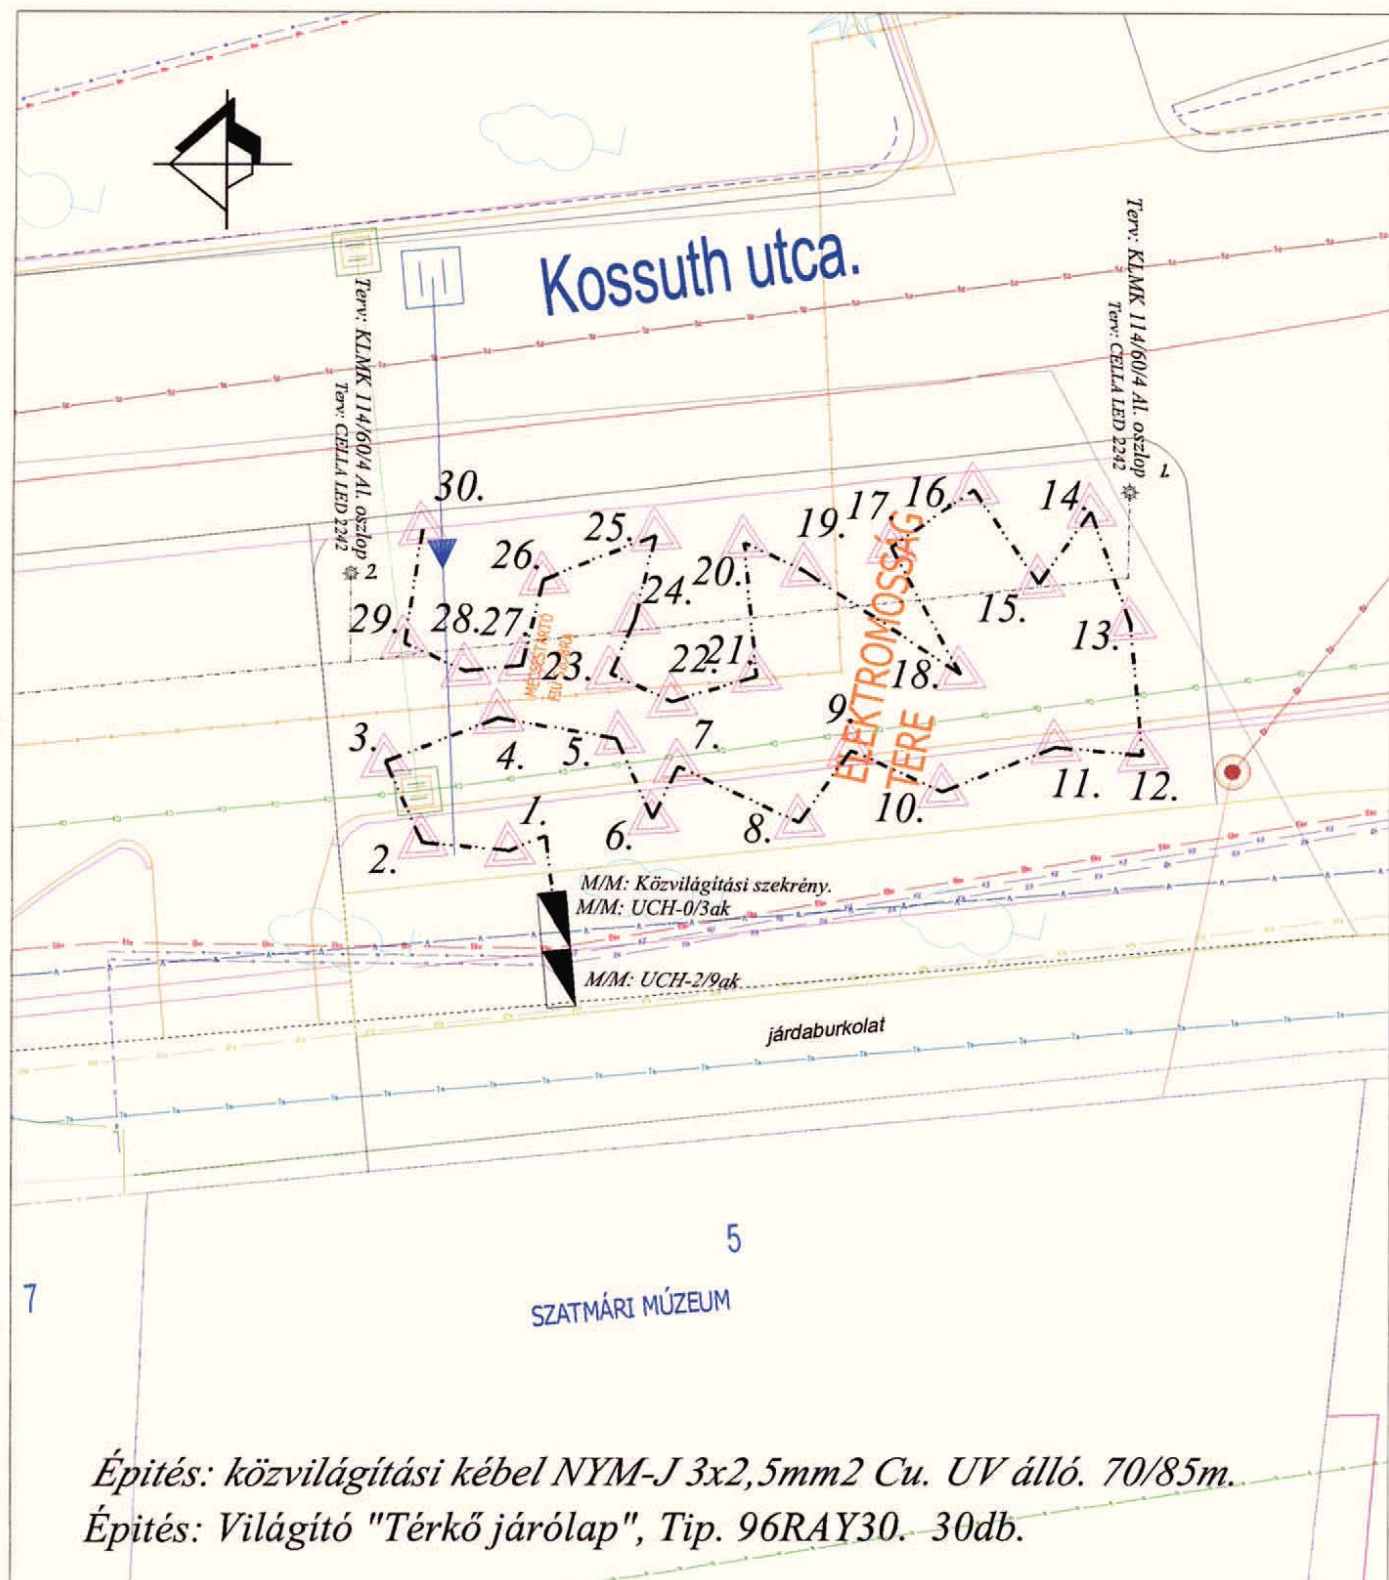 Kossuth utca.
Terv: KLMK 114/60/4 Al. oszlop
Terv: CELLA LED 2242
1.
Terv: KLMK 114/60/4 Al. oszlop
Terv: CELLA LED 2242
2
30.
29.
28.
27.
26.
25.
24.
23.
22.
21.
20.
19.
17.
16.
14.
15.
13.
18.
ELEKTROMOSSÁG
TERE
3.
4.
5.
7.
9.
1.
2.
6.
8.
10.
11.
12.
M/M: Közvilágítási szekrény.
M/M: UCH-0/3ak
M/M: UCH-2/9ak
járdaburkolat
5
7
SZATMÁRI MÚZEUM
Épités: közvilágítási kébel NYM-J 3x2,5mm2 Cu. UV álló. 70/85m.
Épités: Világító "Térkő járólap", Tip. 96RAY30. 30db.